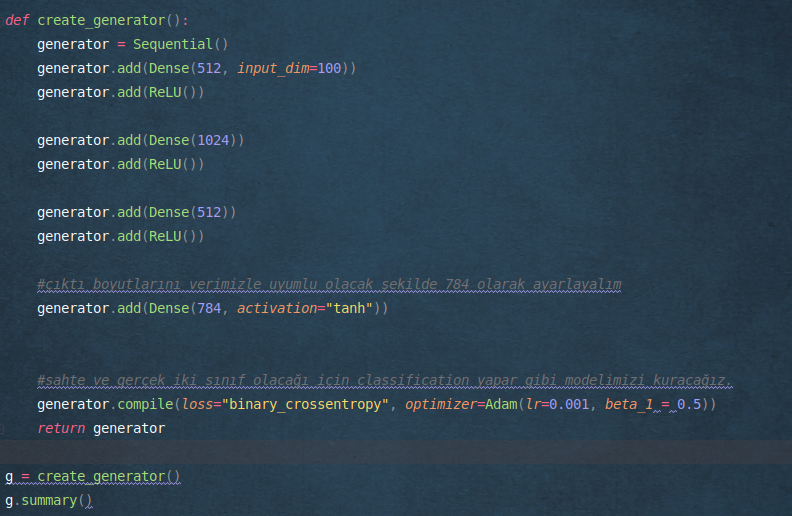 def create_generator():
    generator = Sequential()
    generator.add(Dense(512, input_dim=100))
    generator.add(ReLU())
    generator.add(Dense(1024))
    generator.add(ReLU())
    generator.add(Dense(512))
    generator.add(ReLU())
    #çıktı boyutlarını verimizle uyumlu olacak şekilde 784 olarak ayarlayalım
    generator.add(Dense(784, activation="tanh"))
    #sahte ve gerçek iki sınıf olacağı için classification yapar gibi modelimizi kuracağız.
    generator.compile(loss="binary_crossentropy", optimizer=Adam(lr=0.001, beta_1 = 0.5))
    return generator
g = create_generator()
g.summary()